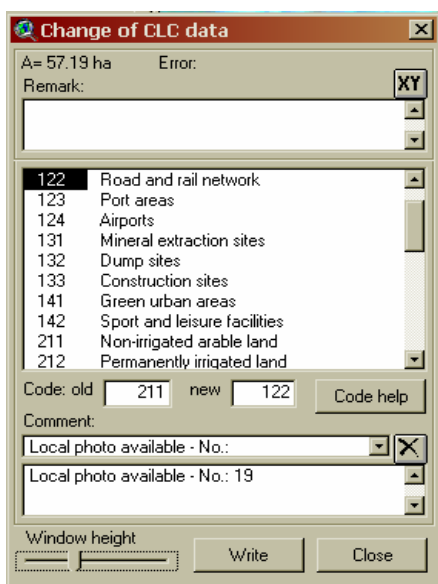 Change of CLC data
A= 57.19 ha Error:
Remark:
XY
122 Road and rail network
123 Port areas
124 Airports
131 Mineral extraction sites
132 Dump sites
133 Construction sites
141 Green urban areas
142 Sport and leisure facilities
211 Non-irrigated arable land
212 Permanently irrigated land
Code: old 211 new 122 Code help
Comment:
Local photo available - No.:
Local photo available - No.: 19
Window height
Write Close